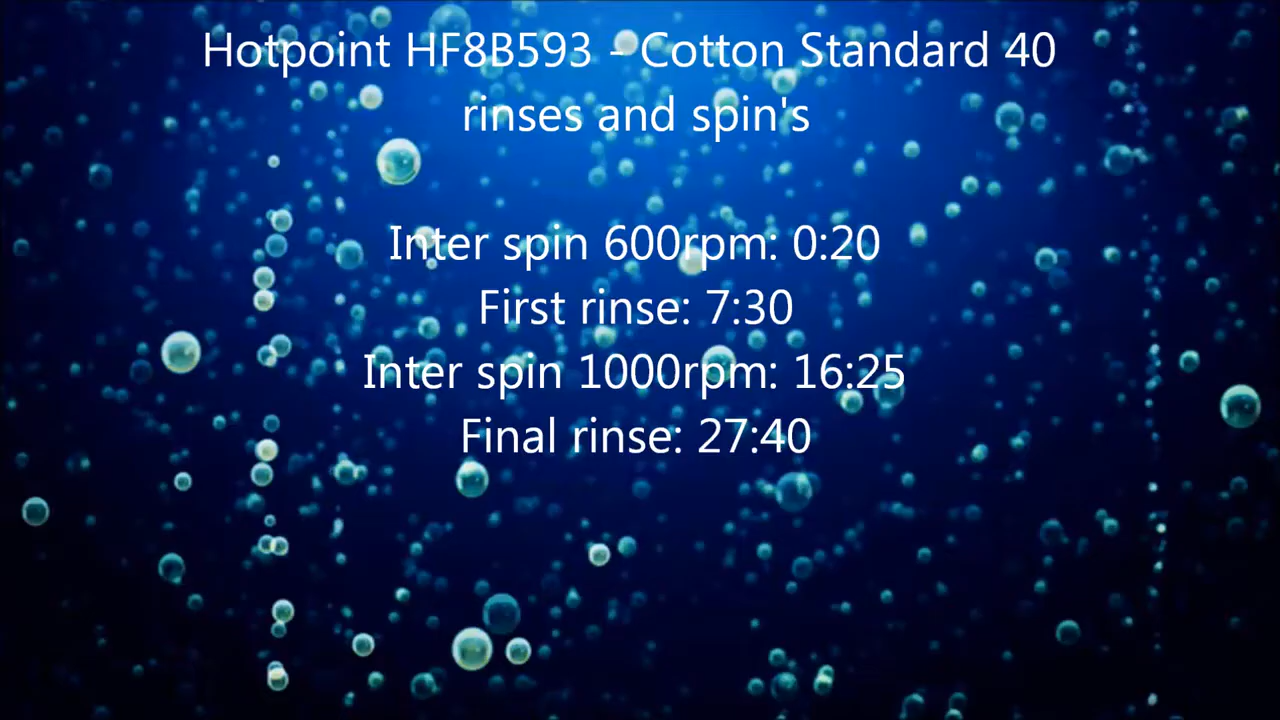 Hotpoint HF8B593 - Cotton Standard 40
rinses and spin's
Inter spin 600rpm: 0:20
First rinse: 7:30
Inter spin 1000rpm: 16:25
Final rinse: 27:40